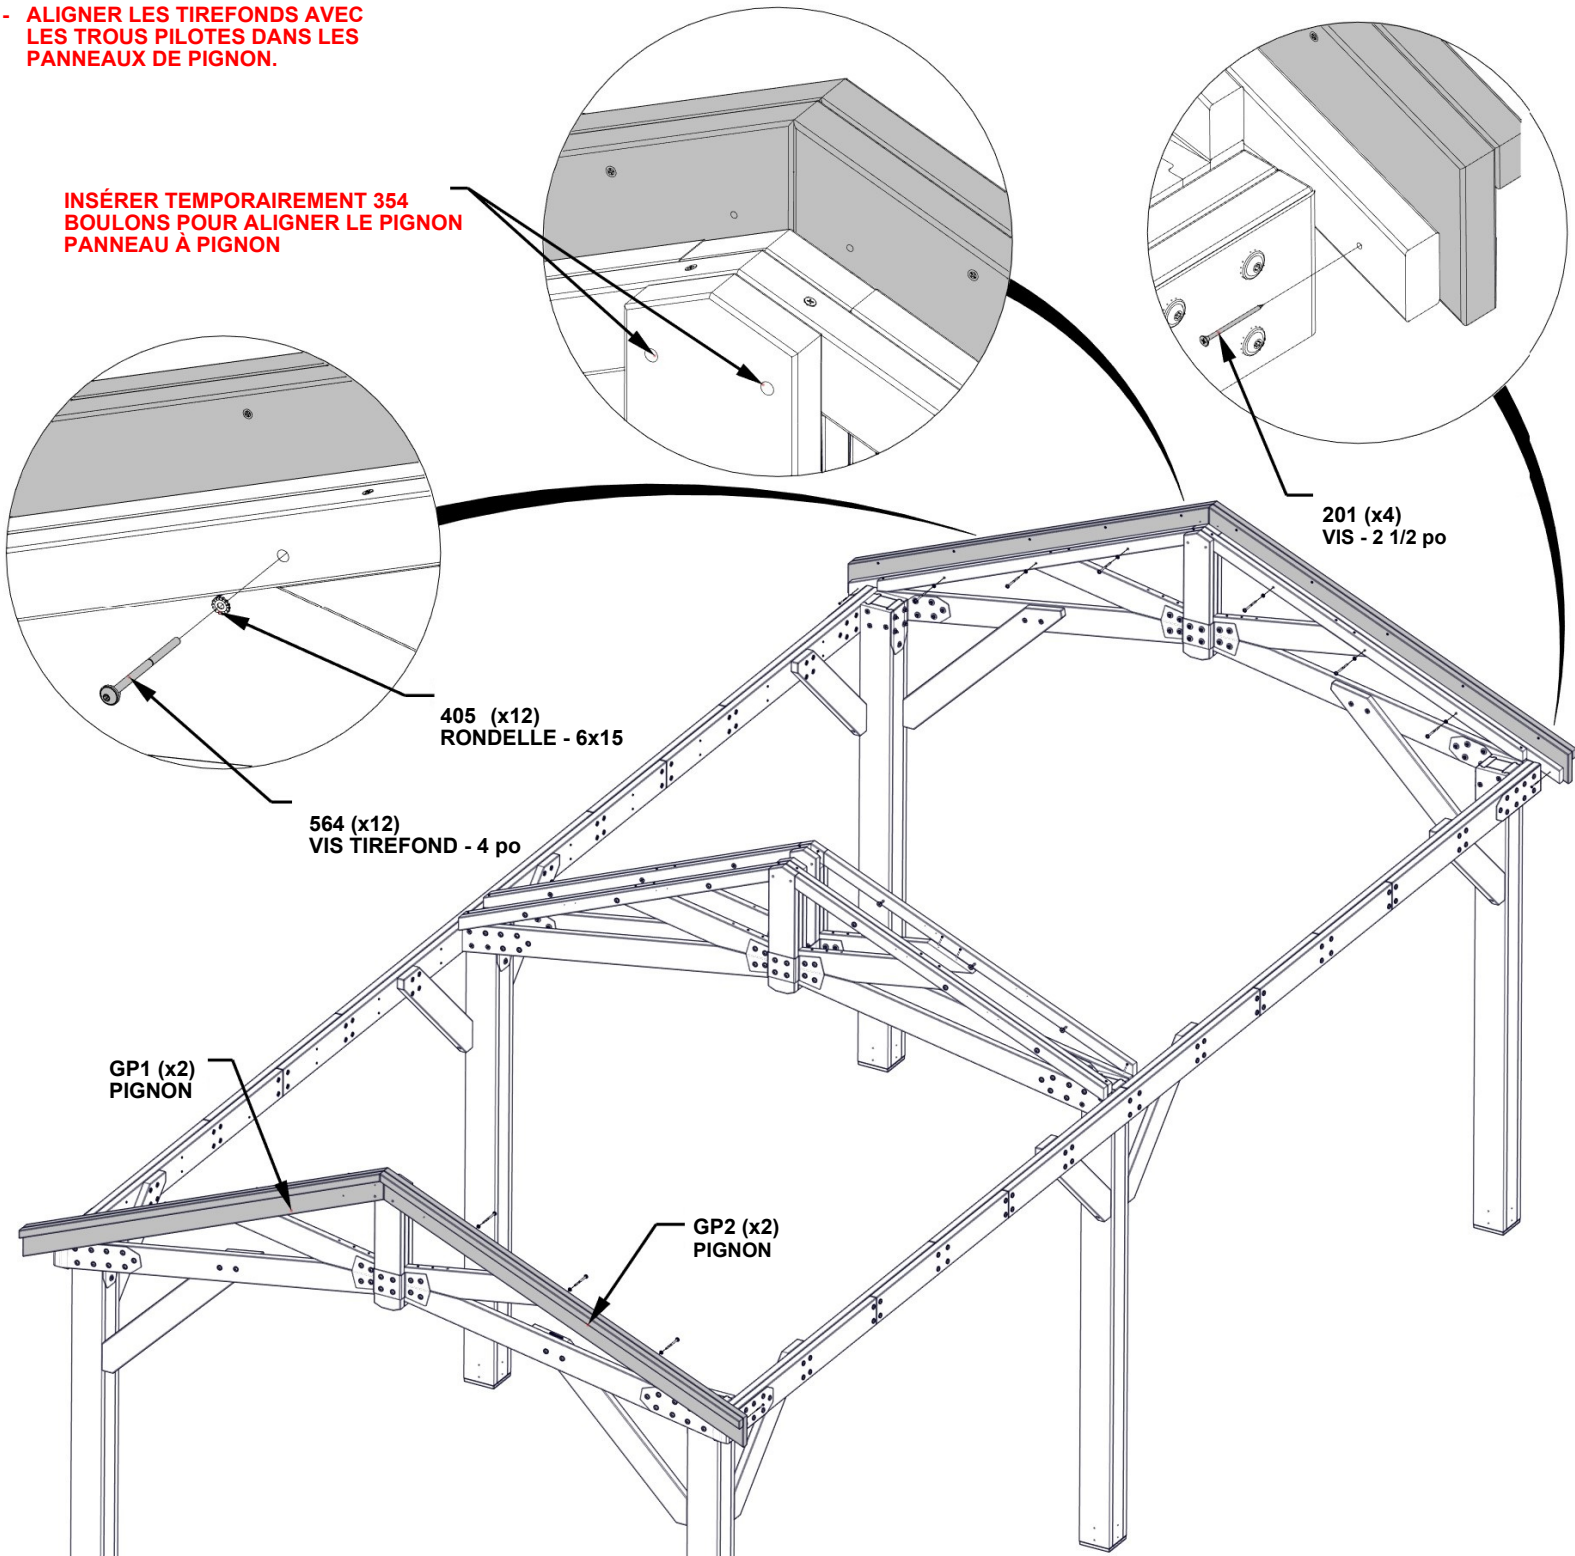 - ALIGNER LES TIREFONDS AVEC
LES TROUS PILOTES DANS LES
PANNEAUX DE PIGNON.
INSÉRER TEMPORAIREMENT 354
BOULONS POUR ALIGNER LE PIGNON
PANNEAU À PIGNON
201 (x4)
VIS - 2 1/2 po
405 (x12)
RONDELLE - 6x15
564 (x12)
VIS TIREFOND - 4 po
GP1 (x2)
PIGNON
GP2 (x2)
PIGNON